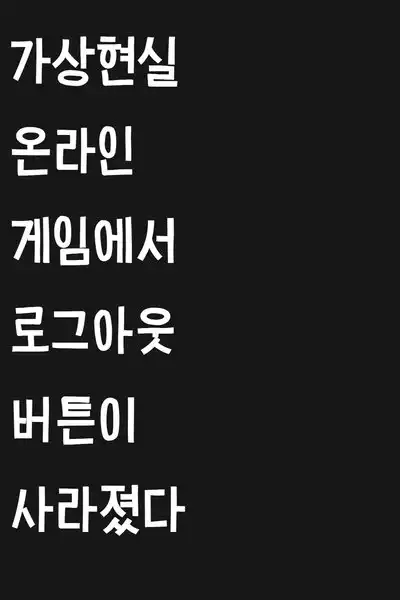 가상현실
온라인
게임에서
로그아웃
버튼이
사라졌다